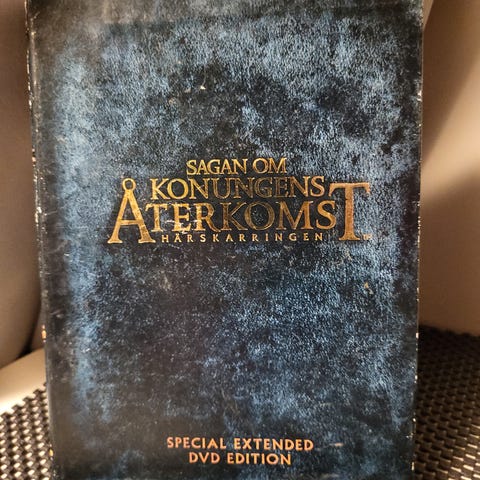 SAGAN OM
KONUNGENS
ÅTERKOMST
HÄRSKARRINGEN
SPECIAL EXTENDED
DVD EDITION